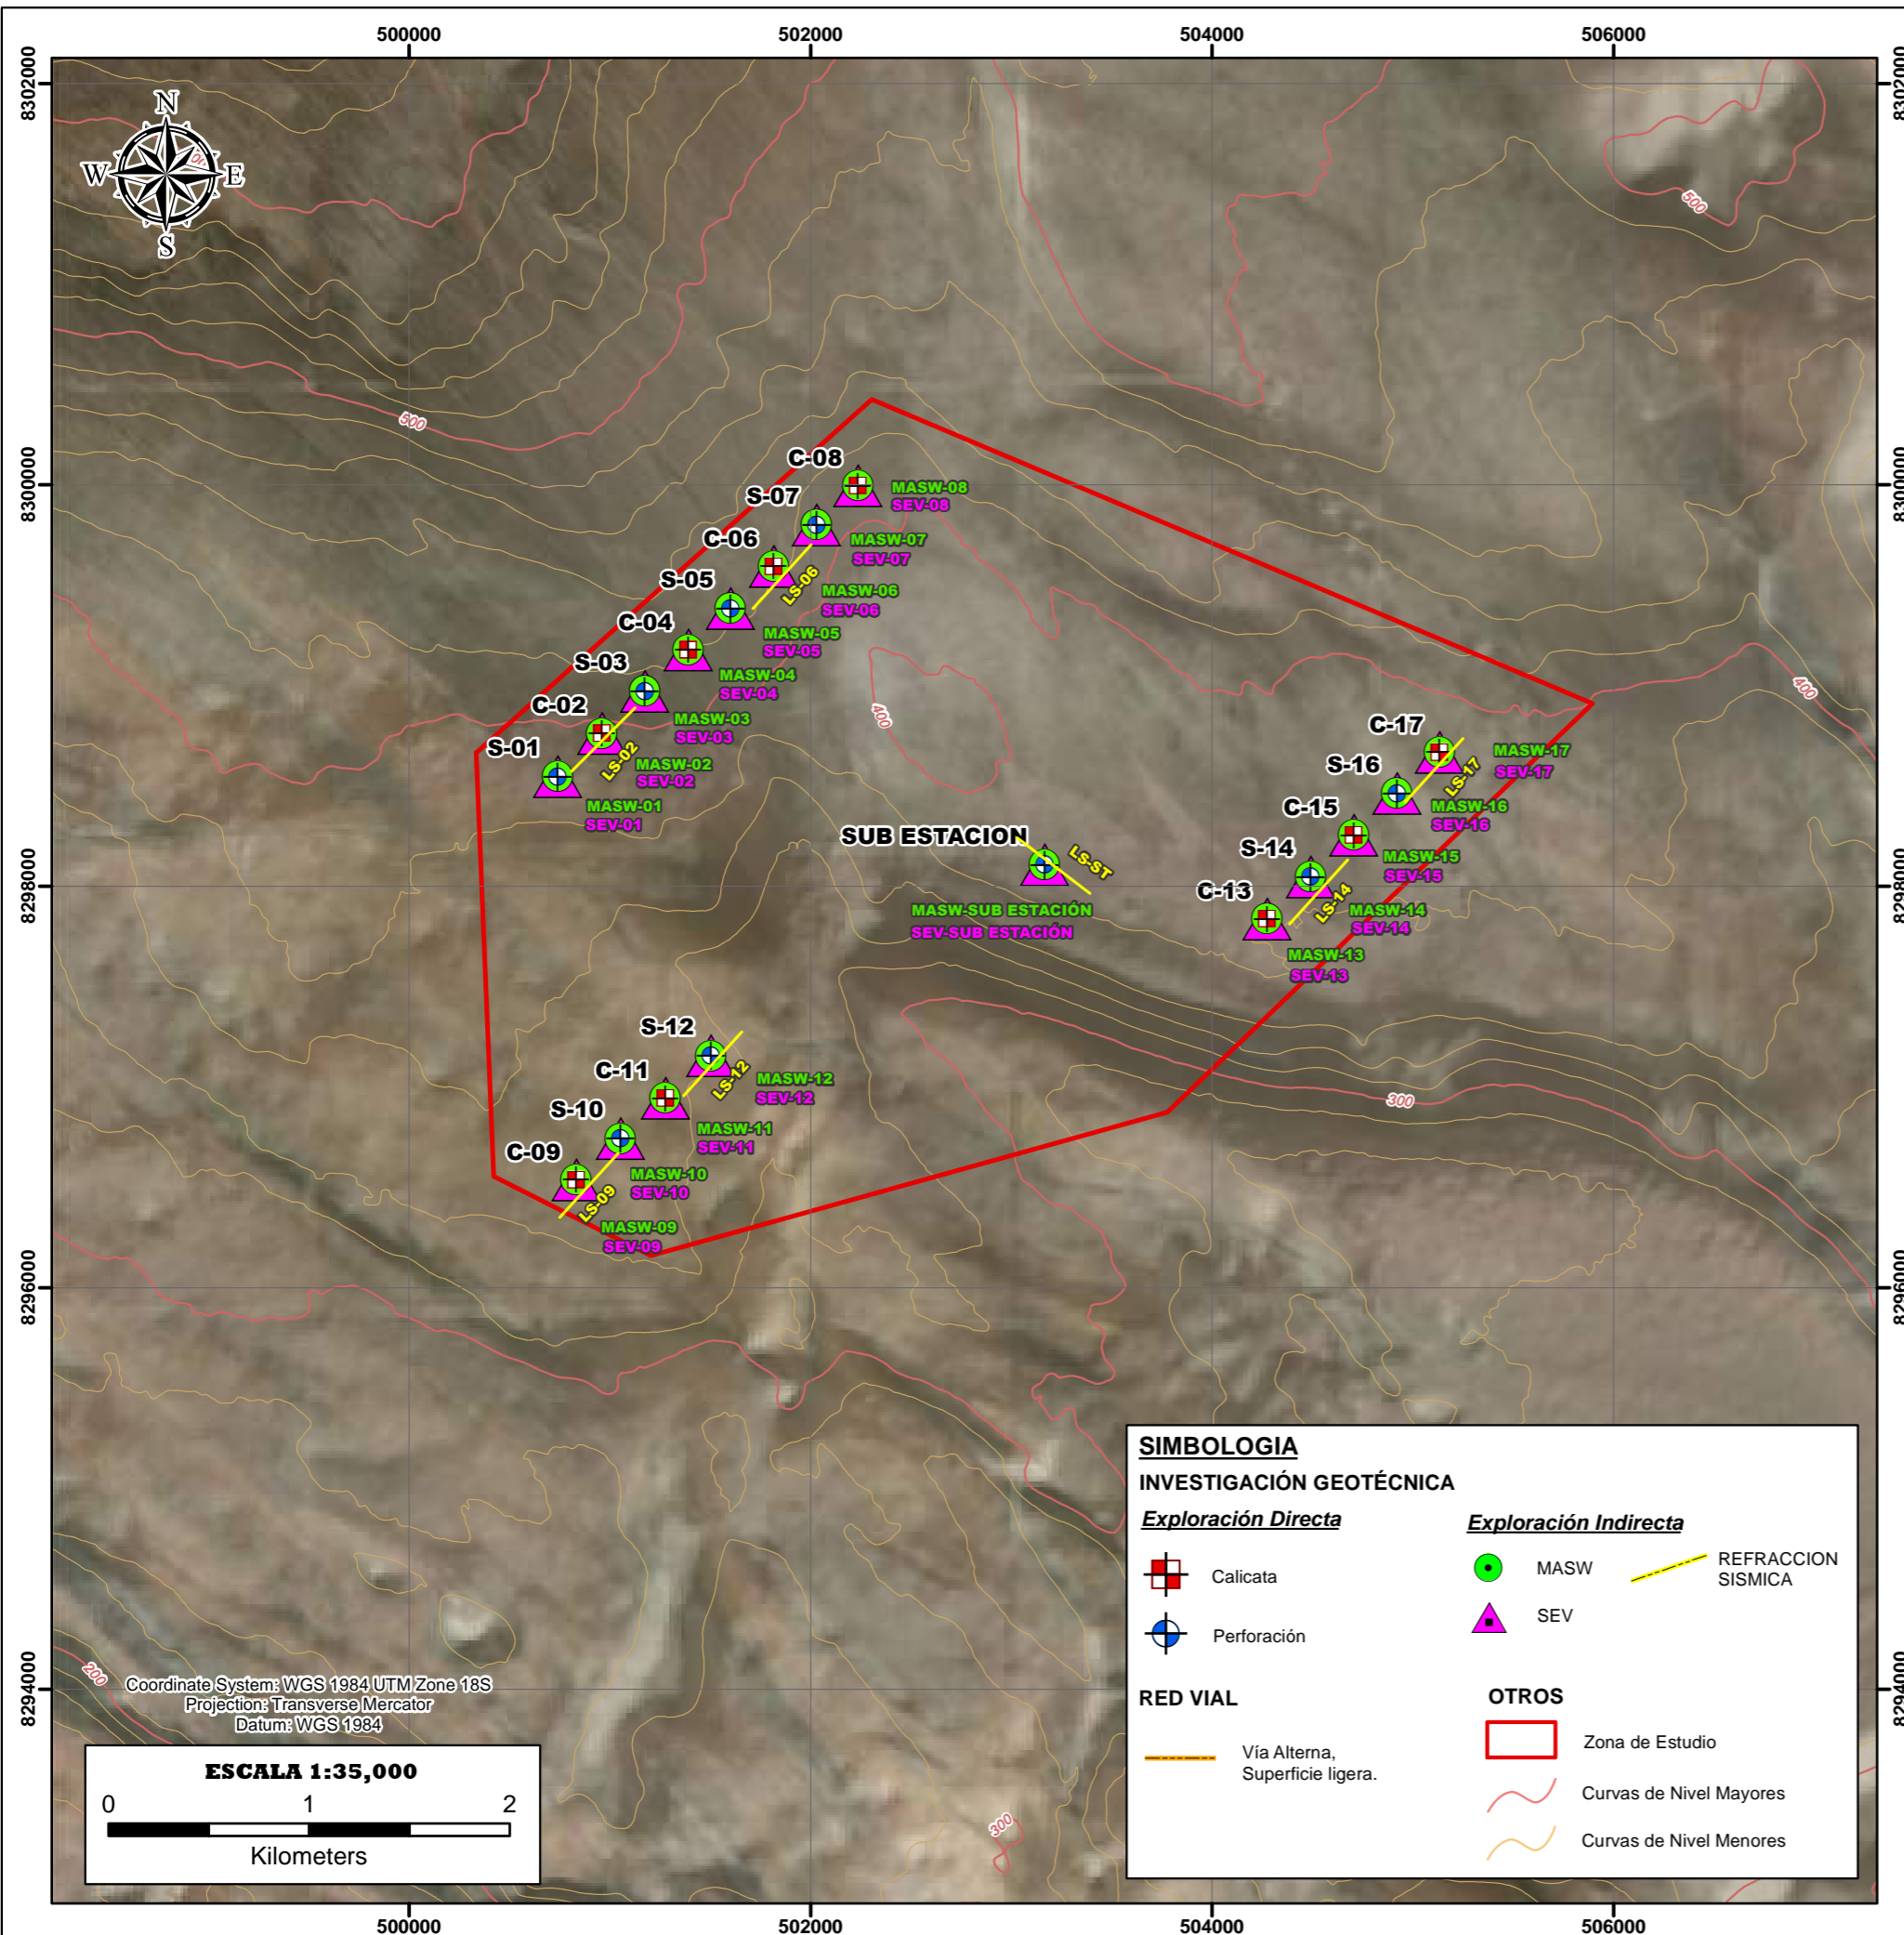 500000
502000
504000
506000
8302000
8302000
N
W
E
S
500
500
C-08
8300000
8300000
MASW-08
SEV-08
S-07
MASW-07
SEV-07
C-06
LS-06
MASW-06
SEV-06
S-05
MASW-05
SEV-05
C-04
MASW-04
SEV-04
S-03
MASW-03
SEV-03
C-02
LS-02
MASW-02
SEV-02
S-01
MASW-01
SEV-01
400
400
C-17
MASW-17
SEV-17
LS-17
S-16
MASW-16
SEV-16
C-15
MASW-15
SEV-15
S-14
LS-14
MASW-14
SEV-14
C-13
MASW-13
SEV-13
SUB ESTACION
LS-ST
MASW-SUB ESTACIÓN
SEV-SUB ESTACIÓN
8298000
8298000
S-12
LS-12
MASW-12
SEV-12
C-11
MASW-11
SEV-11
S-10
MASW-10
SEV-10
C-09
LS-09
MASW-09
SEV-09
300
8296000
8296000
SIMBOLOGIA
INVESTIGACIÓN GEOTÉCNICA
Exploración Directa
Exploración Indirecta
Calicata
MASW
REFRACCION
SISMICA
Perforación
SEV
RED VIAL
OTROS
Vía Alterna,
Superficie ligera.
Zona de Estudio
Curvas de Nivel Mayores
Curvas de Nivel Menores
200
8294000
8294000
Coordinate System: WGS 1984 UTM Zone 18S
Projection: Transverse Mercator
Datum: WGS 1984
ESCALA 1:35,000
0 1 2
Kilometers
300
500000
502000
504000
506000